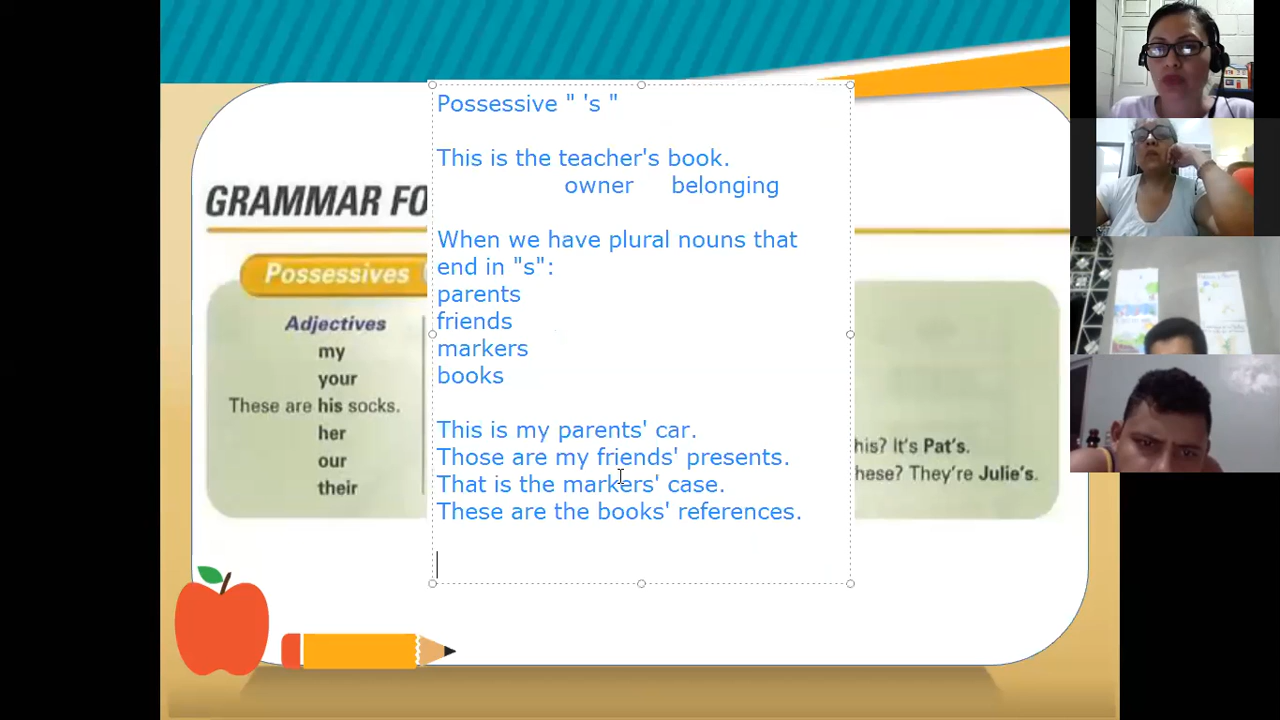 Possessive " 's "
This is the teacher's book.
owner belonging
When we have plural nouns that
end in "s":
parents
friends
markers
books
This is my parents' car.
Those are my friends' presents.
That is the markers' case.
These are the books' references.
GRAMMAR FO
Possessives
Adjectives
my
your
These are his socks.
her
our
their
his? It's Pat's.
hese? They're Julie's.